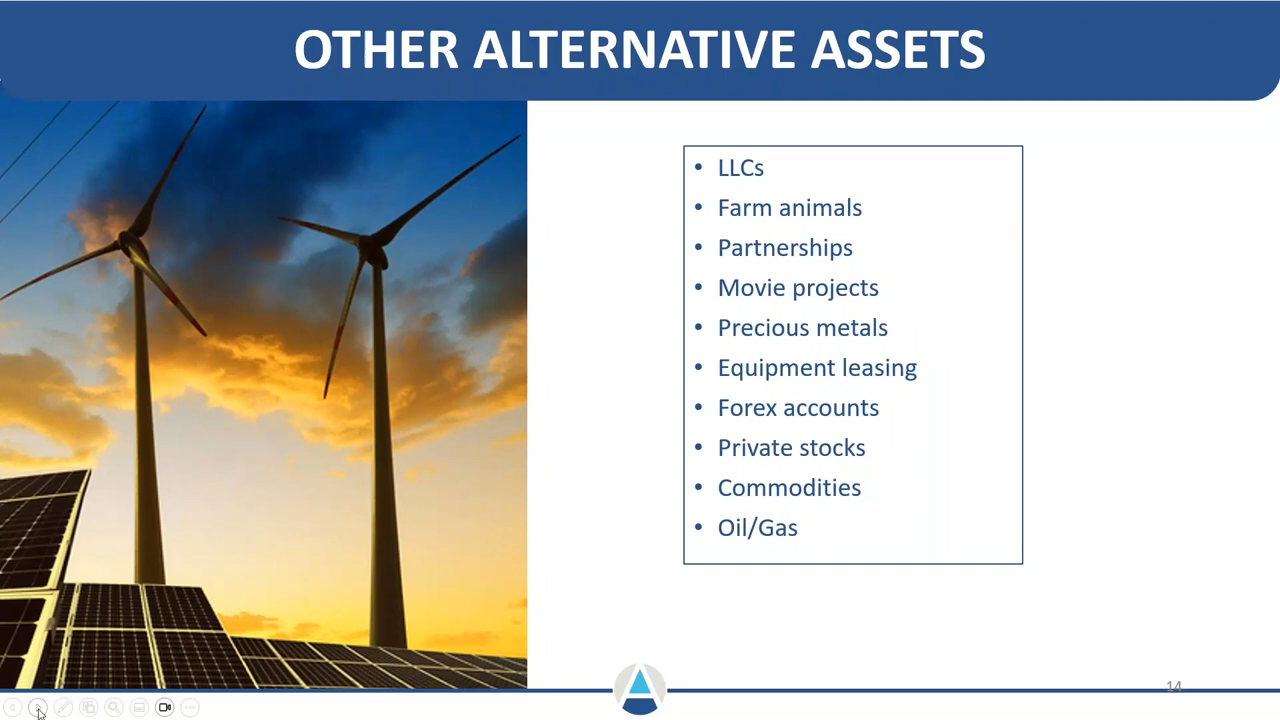 OTHER ALTERNATIVE ASSETS
• LLCs
• Farm animals
• Partnerships
• Movie projects
• Precious metals
• Equipment leasing
• Forex accounts
• Private stocks
• Commodities
• Oil/Gas
14